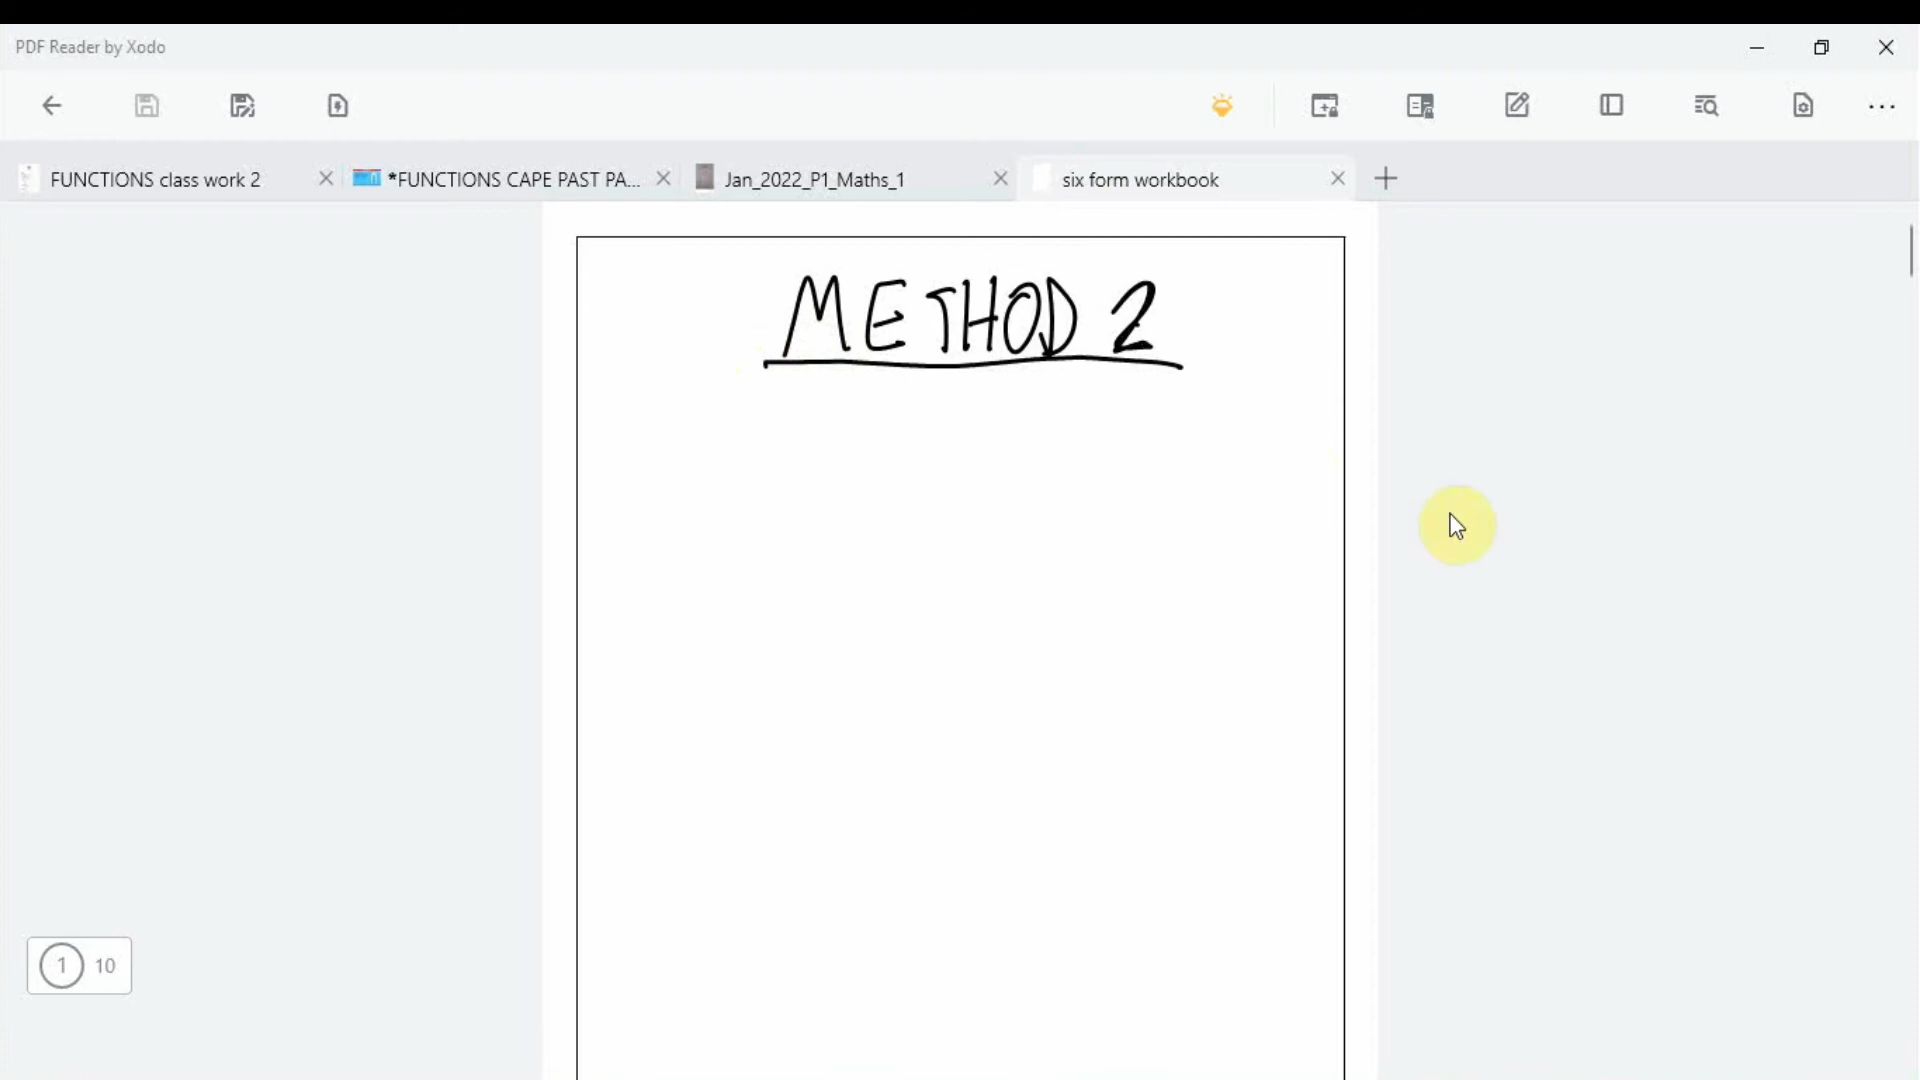 PDF Reader by Xodo
FUNCTIONS class work 2
*FUNCTIONS CAPE PAST PA...
Jan_2022_P1_Maths_1
six form workbook
METHOD 2
1 10